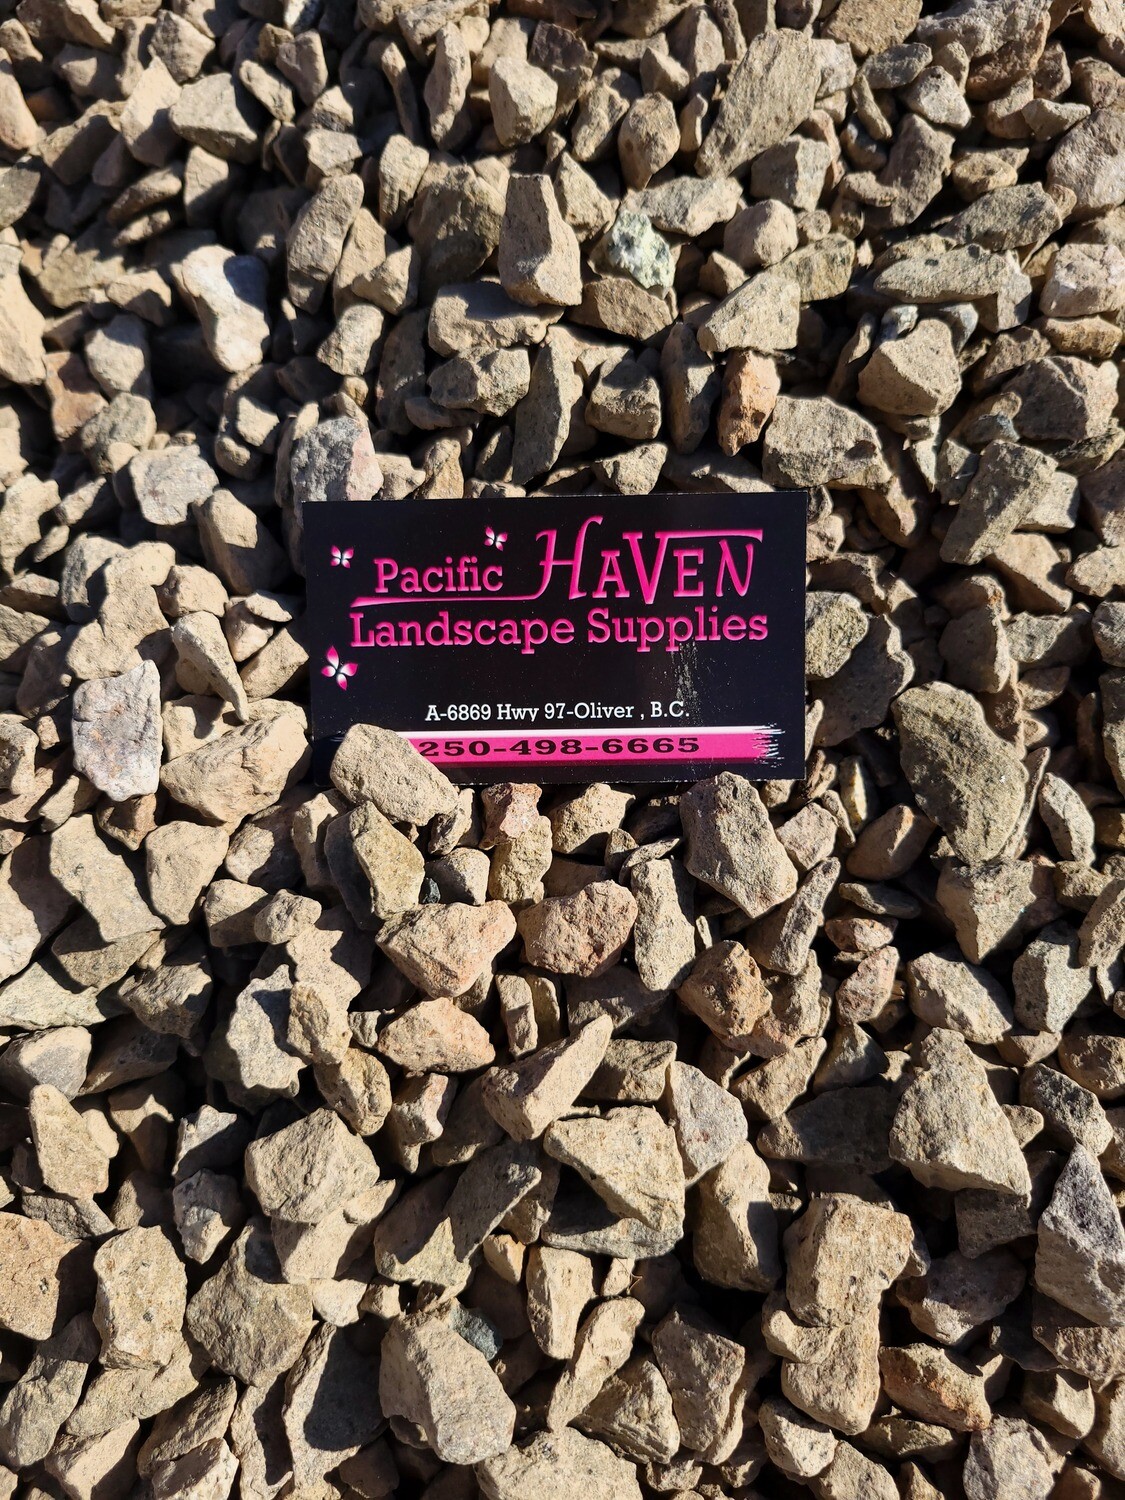 Pacific HAVEN
Landscape Supplies
A-6869 Hwy 97-Oliver , B.C.
250-498-6665